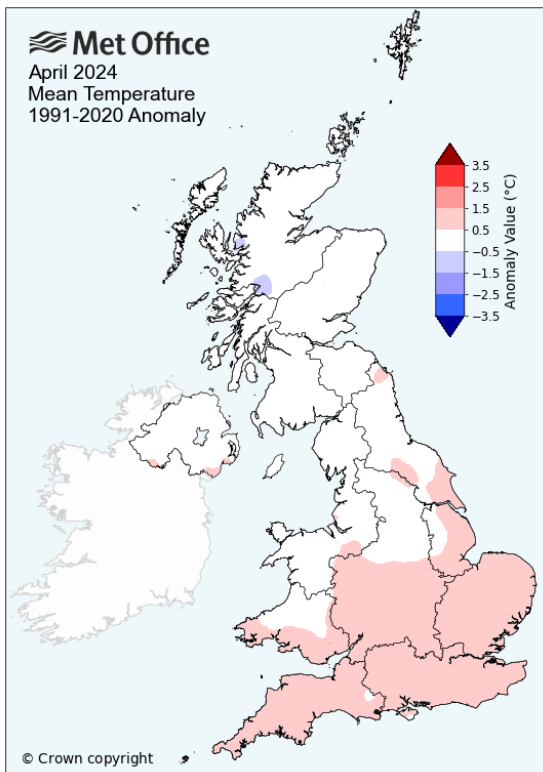 Met Office
April 2024
Mean Temperature
1991-2020 Anomaly
3.5
2.5
1.5
0.5
−0.5
−1.5
−2.5
−3.5
Anomaly Value (°C)
© Crown copyright